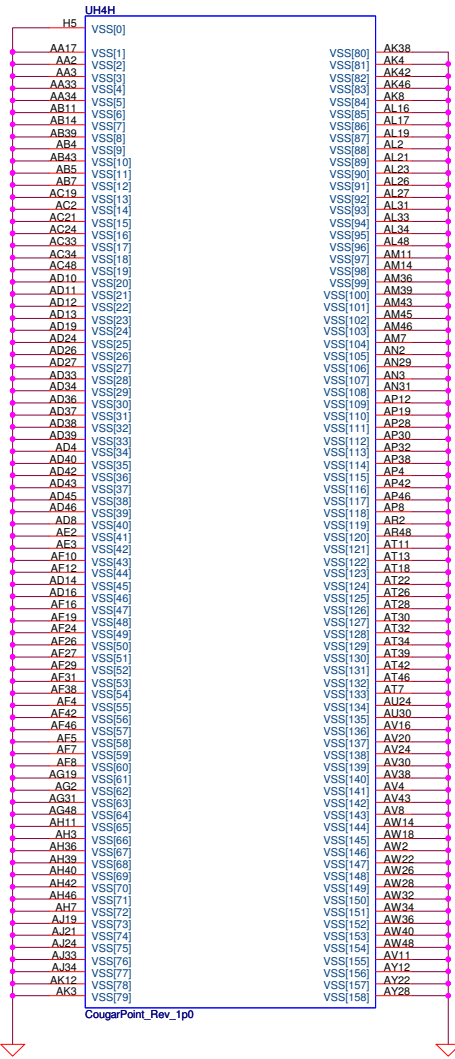 UH4H
H5 VSS[0]
AA17 VSS[1] VSS[80] AK38
AA2 VSS[2] VSS[81] AK4
AA3 VSS[3] VSS[82] AK42
AA33 VSS[4] VSS[83] AK46
AA34 VSS[5] VSS[84] AK8
AB11 VSS[6] VSS[85] AL16
AB14 VSS[7] VSS[86] AL17
AB39 VSS[8] VSS[87] AL19
AB4 VSS[9] VSS[88] AL2
AB43 VSS[10] VSS[89] AL21
AB5 VSS[11] VSS[90] AL23
AB7 VSS[12] VSS[91] AL26
AC19 VSS[13] VSS[92] AL27
AC2 VSS[14] VSS[93] AL31
AC21 VSS[15] VSS[94] AL33
AC24 VSS[16] VSS[95] AL34
AC33 VSS[17] VSS[96] AL48
AC34 VSS[18] VSS[97] AM11
AC48 VSS[19] VSS[98] AM14
AD10 VSS[20] VSS[99] AM36
AD11 VSS[21] VSS[100] AM39
AD12 VSS[22] VSS[101] AM43
AD13 VSS[23] VSS[102] AM45
AD19 VSS[24] VSS[103] AM46
AD24 VSS[25] VSS[104] AM7
AD26 VSS[26] VSS[105] AN2
AD27 VSS[27] VSS[106] AN29
AD33 VSS[28] VSS[107] AN3
AD34 VSS[29] VSS[108] AN31
AD36 VSS[30] VSS[109] AP12
AD37 VSS[31] VSS[110] AP19
AD38 VSS[32] VSS[111] AP28
AD39 VSS[33] VSS[112] AP30
AD4 VSS[34] VSS[113] AP32
AD40 VSS[35] VSS[114] AP38
AD42 VSS[36] VSS[115] AP4
AD43 VSS[37] VSS[116] AP42
AD45 VSS[38] VSS[117] AP46
AD46 VSS[39] VSS[118] AP8
AD8 VSS[40] VSS[119] AR2
AE2 VSS[41] VSS[120] AR48
AE3 VSS[42] VSS[121] AT11
AF10 VSS[43] VSS[122] AT13
AF12 VSS[44] VSS[123] AT18
AD14 VSS[45] VSS[124] AT22
AD16 VSS[46] VSS[125] AT26
AF16 VSS[47] VSS[126] AT28
AF19 VSS[48] VSS[127] AT30
AF24 VSS[49] VSS[128] AT32
AF26 VSS[50] VSS[129] AT34
AF27 VSS[51] VSS[130] AT39
AF29 VSS[52] VSS[131] AT42
AF31 VSS[53] VSS[132] AT46
AF38 VSS[54] VSS[133] AT7
AF4 VSS[55] VSS[134] AU24
AF42 VSS[56] VSS[135] AU30
AF46 VSS[57] VSS[136] AV16
AF5 VSS[58] VSS[137] AV20
AF7 VSS[59] VSS[138] AV24
AF8 VSS[60] VSS[139] AV30
AG19 VSS[61] VSS[140] AV38
AG2 VSS[62] VSS[141] AV4
AG31 VSS[63] VSS[142] AV43
AG48 VSS[64] VSS[143] AV8
AH11 VSS[65] VSS[144] AW14
AH3 VSS[66] VSS[145] AW18
AH36 VSS[67] VSS[146] AW2
AH39 VSS[68] VSS[147] AW22
AH40 VSS[69] VSS[148] AW26
AH42 VSS[70] VSS[149] AW28
AH46 VSS[71] VSS[150] AW32
AH7 VSS[72] VSS[151] AW34
AJ19 VSS[73] VSS[152] AW36
AJ21 VSS[74] VSS[153] AW40
AJ24 VSS[75] VSS[154] AW48
AJ33 VSS[76] VSS[155] AV11
AJ34 VSS[77] VSS[156] AY12
AK12 VSS[78] VSS[157] AY22
AK3 VSS[79] VSS[158] AY28
CougarPoint_Rev_1p0